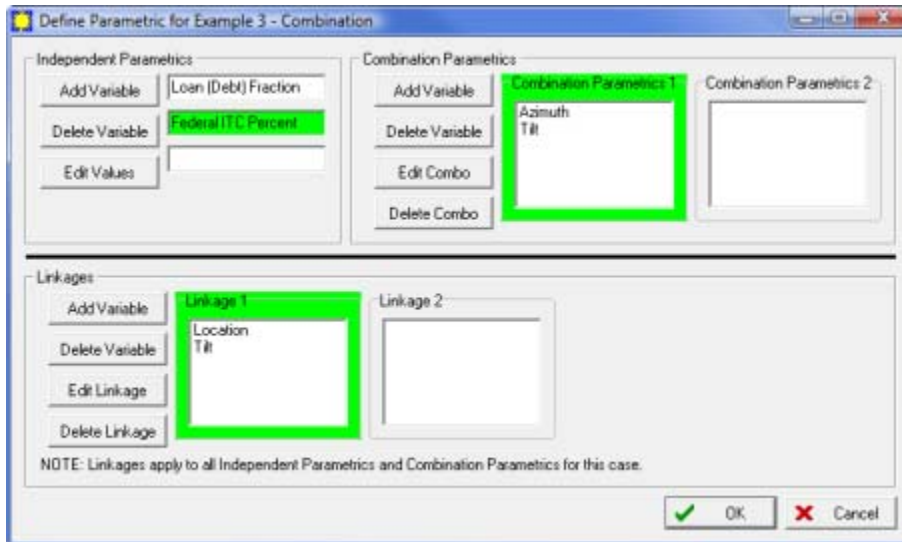 Define Parametric for Example 3 - Combination
Independent Parametrics
Add Variable
Loan (Debt) Fraction
Delete Variable
Federal ITC Percent
Edit Values
Combination Parametrics
Add Variable
Delete Variable
Edit Combo
Delete Combo
Combination Parametrics 1
Azimuth
Tilt
Combination Parametrics 2
Linkages
Add Variable
Delete Variable
Edit Linkage
Delete Linkage
Linkage 1
Location
Tilt
Linkage 2
NOTE: Linkages apply to all Independent Parametrics and Combination Parametrics for this case.
OK
Cancel